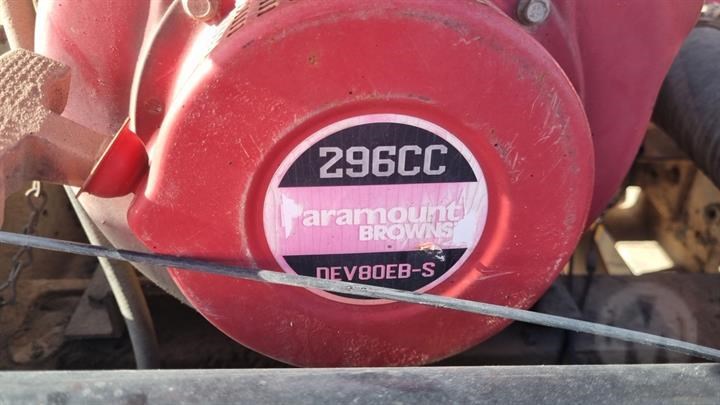 296CC
Paramount
BROWNS
DEV80EB-S